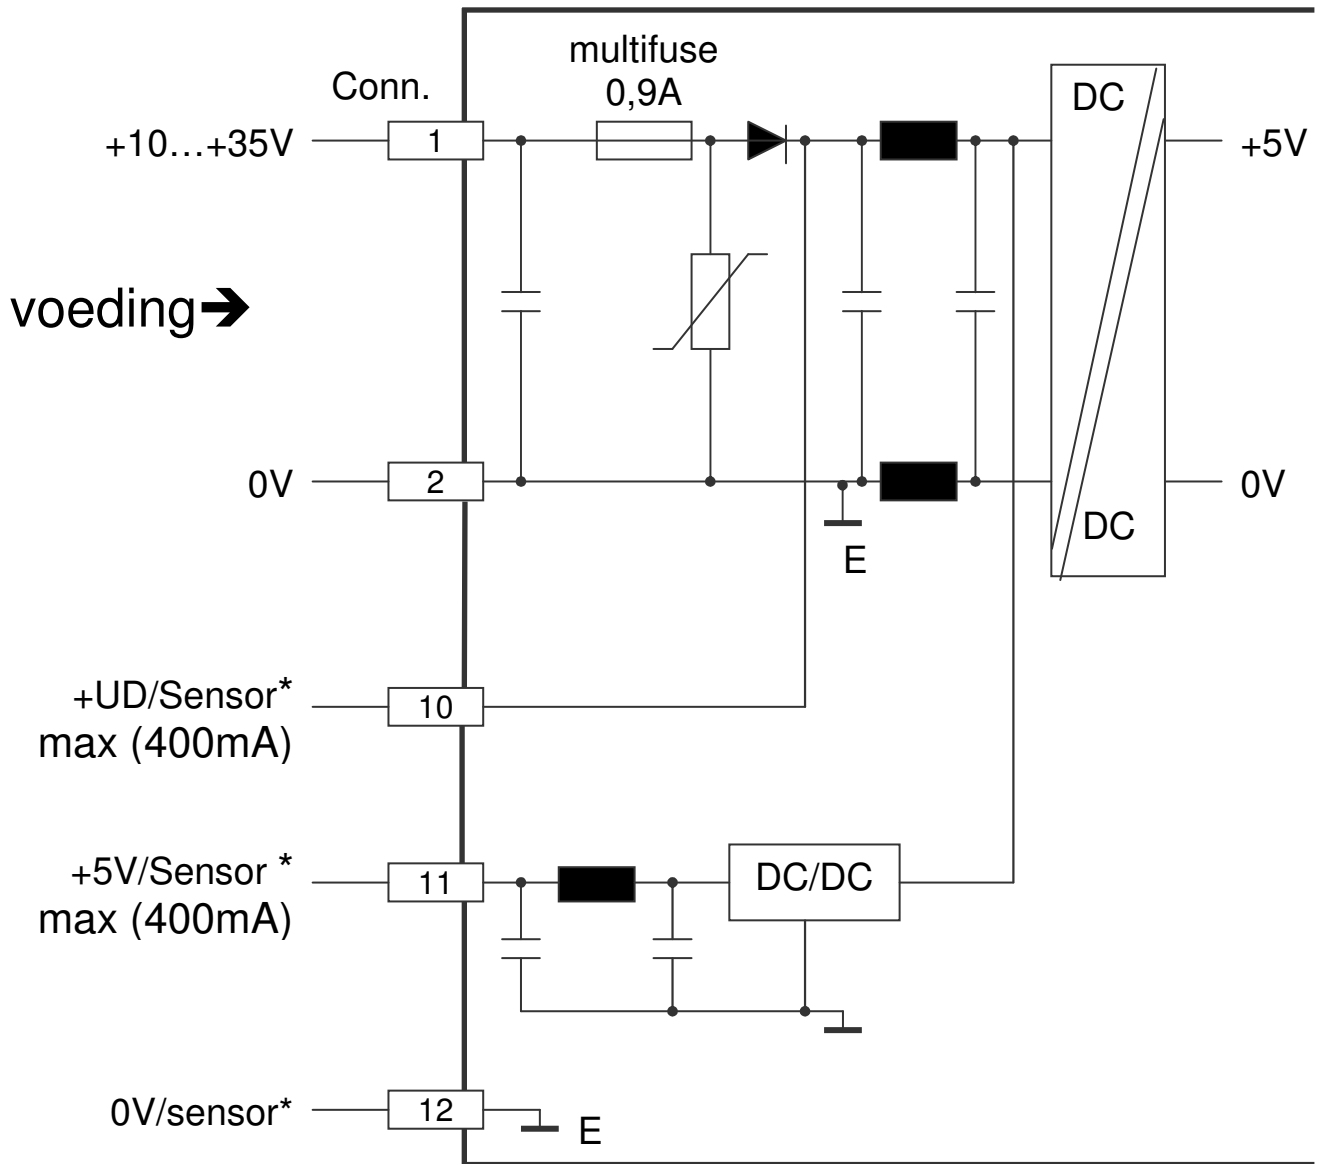 multifuse
0,9A
Conn.
+10...+35V
1
DC
+5V
voeding➔
0V
2
DC
0V
E
+UD/Sensor*
max (400mA)
10
+5V/Sensor *
max (400mA)
11
DC/DC
0V/sensor*
12
E